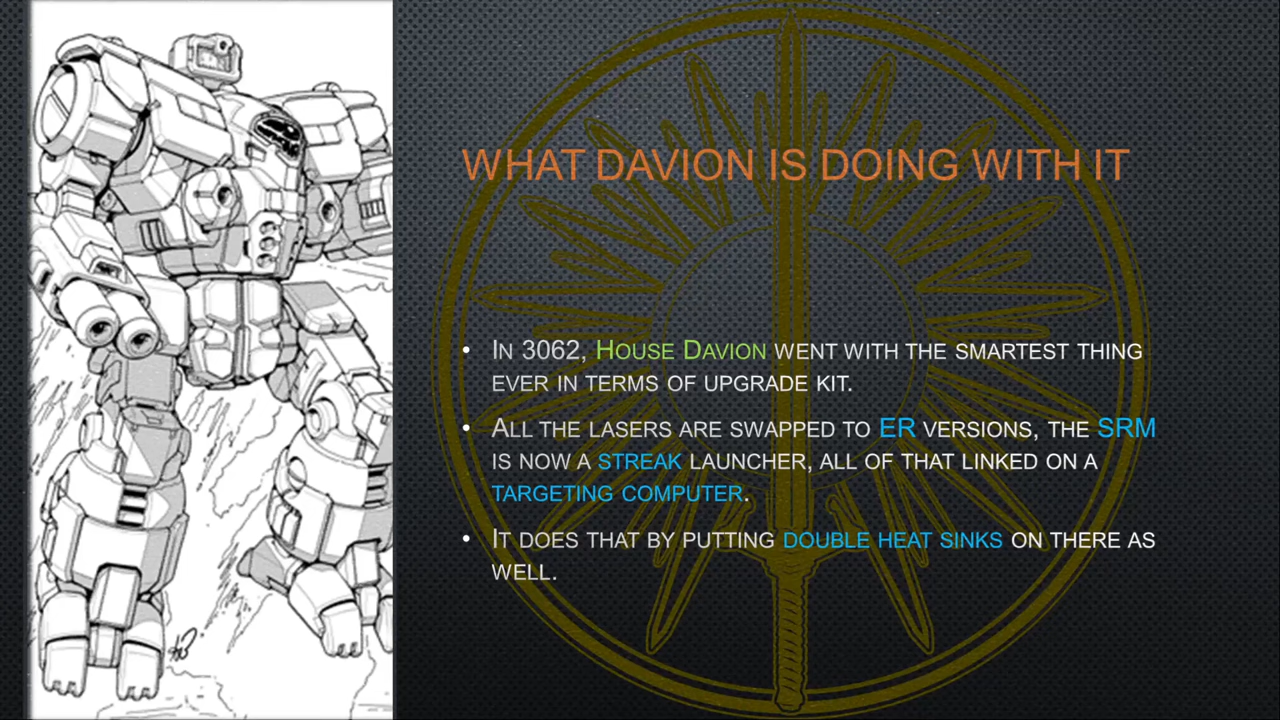 WHAT DAVION IS DOING WITH IT
• IN 3062, HOUSE DAVION WENT WITH THE SMARTEST THING
EVER IN TERMS OF UPGRADE KIT.
• ALL THE LASERS ARE SWAPPED TO ER VERSIONS, THE SRM
IS NOW A STREAK LAUNCHER, ALL OF THAT LINKED ON A
TARGETING COMPUTER.
• IT DOES THAT BY PUTTING DOUBLE HEAT SINKS ON THERE AS
WELL.